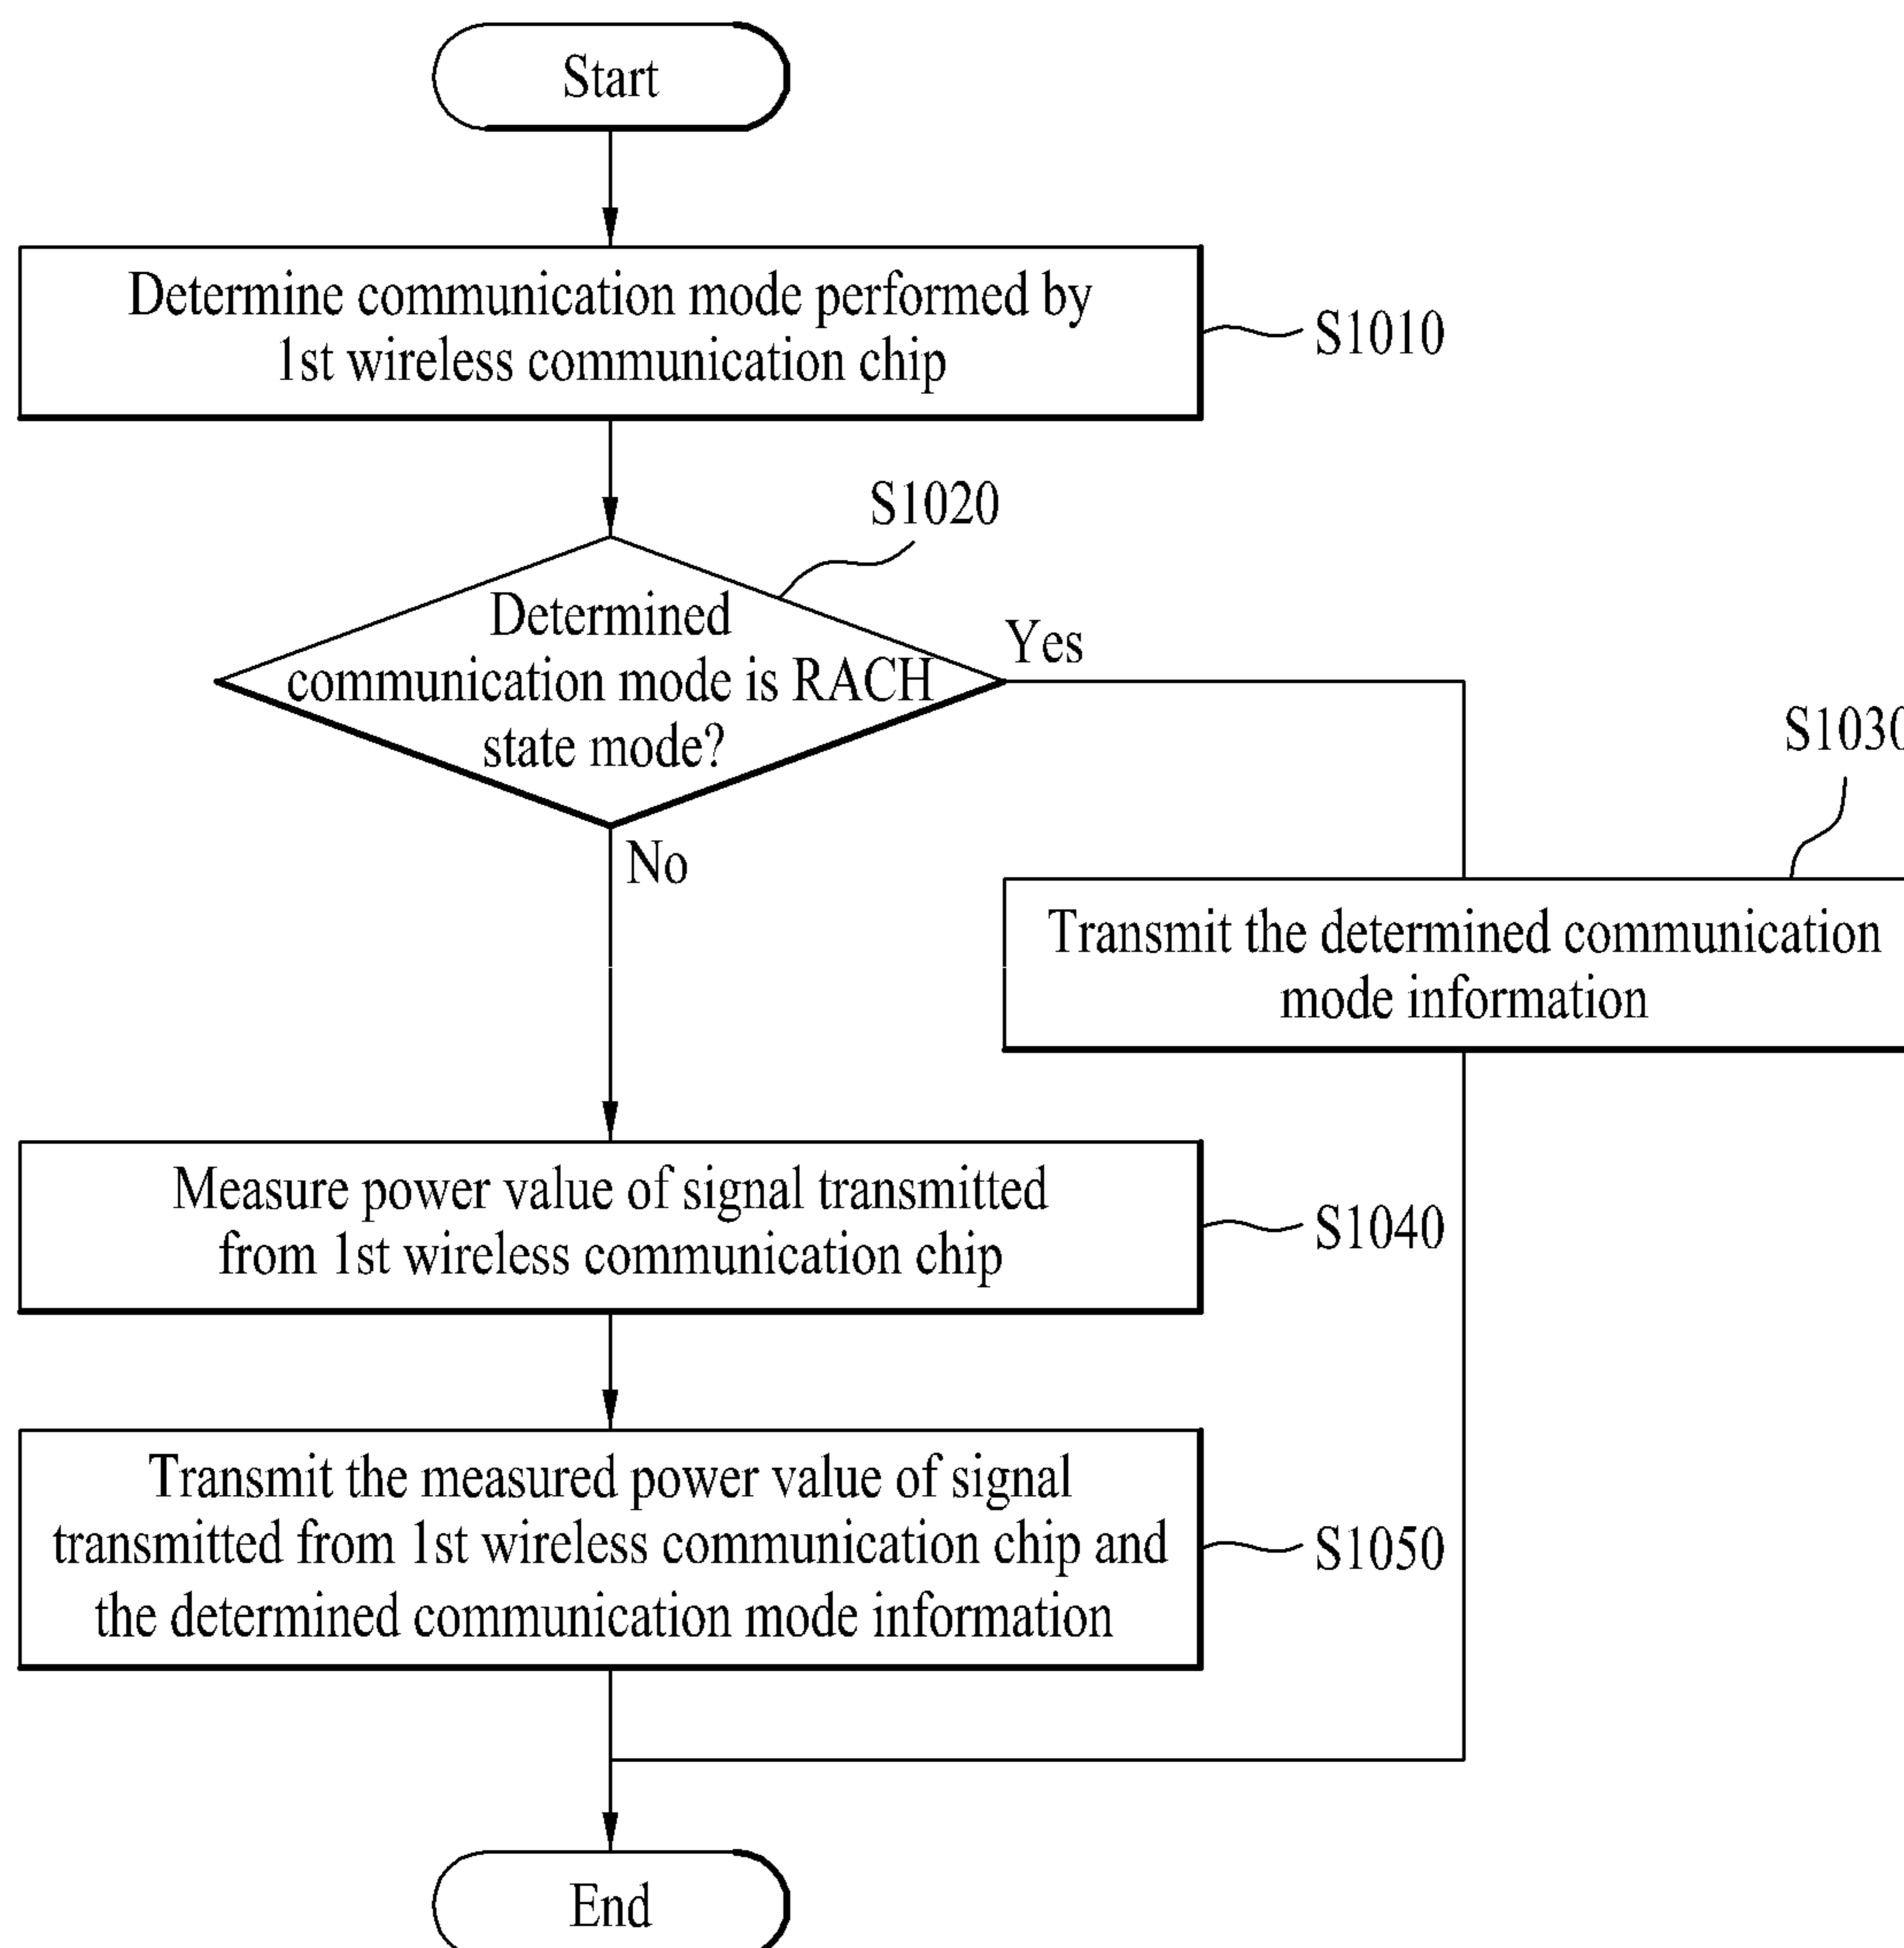 Start
Determine communication mode performed by
1st wireless communication chip
S1010
S1020
Determined
communication mode is RACH
state mode?
Yes
No
S1030
Transmit the determined communication
mode information
Measure power value of signal transmitted
from 1st wireless communication chip
S1040
Transmit the measured power value of signal
transmitted from 1st wireless communication chip and
the determined communication mode information
S1050
End